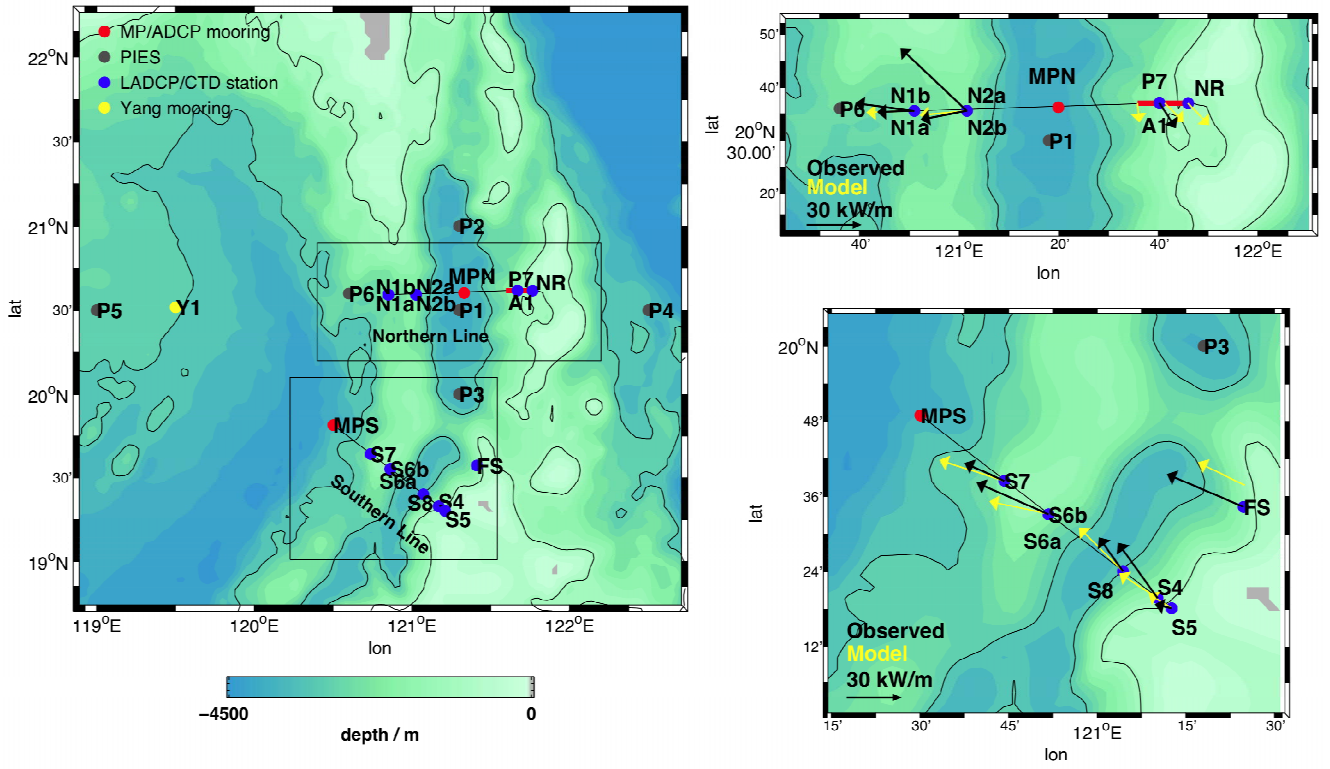 MP/ADCP mooring
PIES
LADCP/CTD station
Yang mooring
22°N
30'
21°N
30'
20°N
30'
19°N
lat
119°E
120°E
121°E
122°E
lon
P2
MPN
P7
NR
P6
N1b
N2a
N1a
N2b
A1
P1
P5
Y1
P4
Northern Line
P3
MPS
S7
S6b
S6a
FS
S8
S4
S5
Southern Line
−4500
0
depth / m
50'
40'
20°N
30.00'
20'
lat
MPN
P7
NR
N1b
N2a
P6
N1a
N2b
A1
P1
Observed
Model
30 kW/m
40'
121°E
20'
40'
122°E
lon
20°N
48'
36'
24'
12'
lat
P3
MPS
S7
S6b
FS
S6a
S8
S4
S5
Observed
Model
30 kW/m
15'
30'
45'
121°E
15'
30'
lon